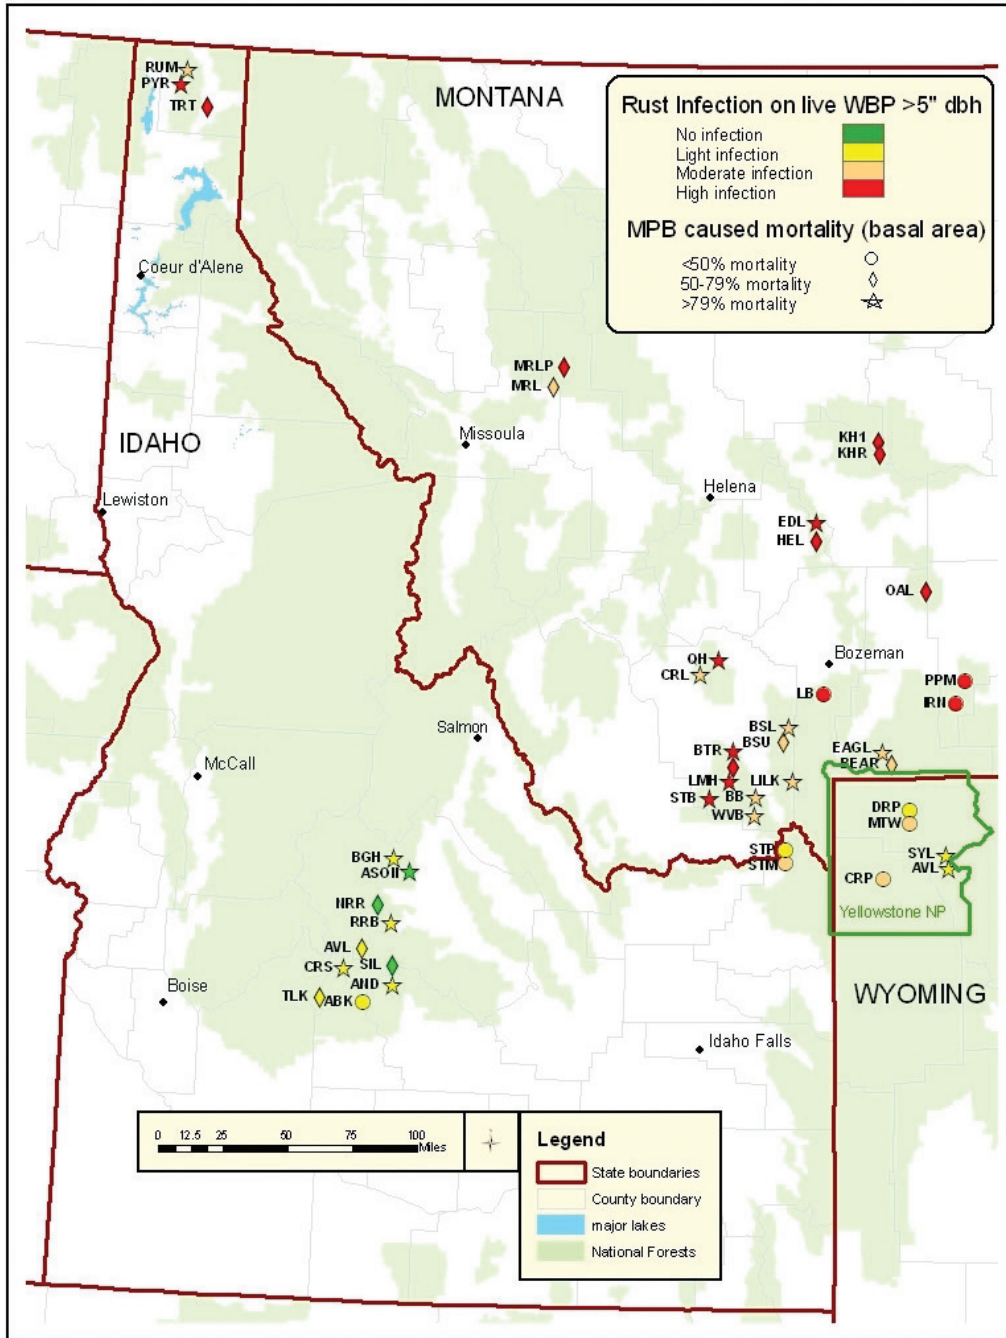 RUM
PYR
TRT
MONTANA
Rust Infection on live WBP >5" dbh
No infection
Light infection
Moderate infection
High infection
MPB caused mortality (basal area)
<50% mortality
50-79% mortality
>79% mortality
Coeur d'Alene
MRLP
MRL
IDAHO
Missoula
KH1
KHR
Helena
Lewiston
EDL
HEL
OAL
QH
CRL
Bozeman
PPM
LB
IRN
Salmon
BSL
BSU
BTR
EAGL
BEAR
McCall
LMH
LILK
STB
BB
WVB
DRP
MTW
STP
STM
SYL
AVL
CRP
BGH
ASOII
NRR
RRB
Yellowstone NP
AVL
CRS
SIL
AND
TLK
ABK
Boise
WYOMING
Idaho Falls
0 12.5 25 50 75 100
Miles
Legend
State boundaries
County boundary
major lakes
National Forests